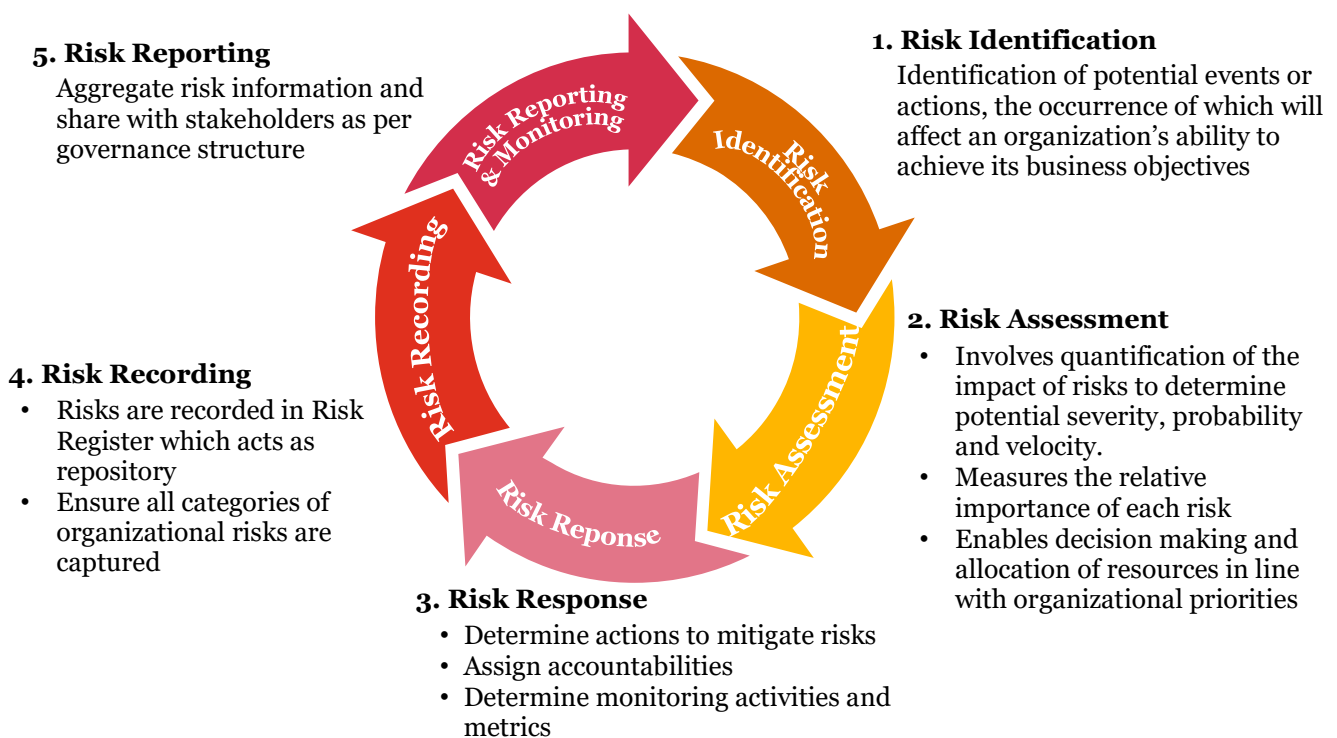 5. Risk Reporting
Aggregate risk information and
share with stakeholders as per
governance structure
1. Risk Identification
Identification of potential events or
actions, the occurrence of which will
affect an organization’s ability to
achieve its business objectives
Risk Reporting
& Monitoring
Risk
Identification
Risk Assessment
Risk Reponse
Risk Recording
2. Risk Assessment
• Involves quantification of the
impact of risks to determine
potential severity, probability
and velocity.
• Measures the relative
importance of each risk
• Enables decision making and
allocation of resources in line
with organizational priorities
4. Risk Recording
• Risks are recorded in Risk
Register which acts as
repository
• Ensure all categories of
organizational risks are
captured
3. Risk Response
• Determine actions to mitigate risks
• Assign accountabilities
• Determine monitoring activities and
metrics